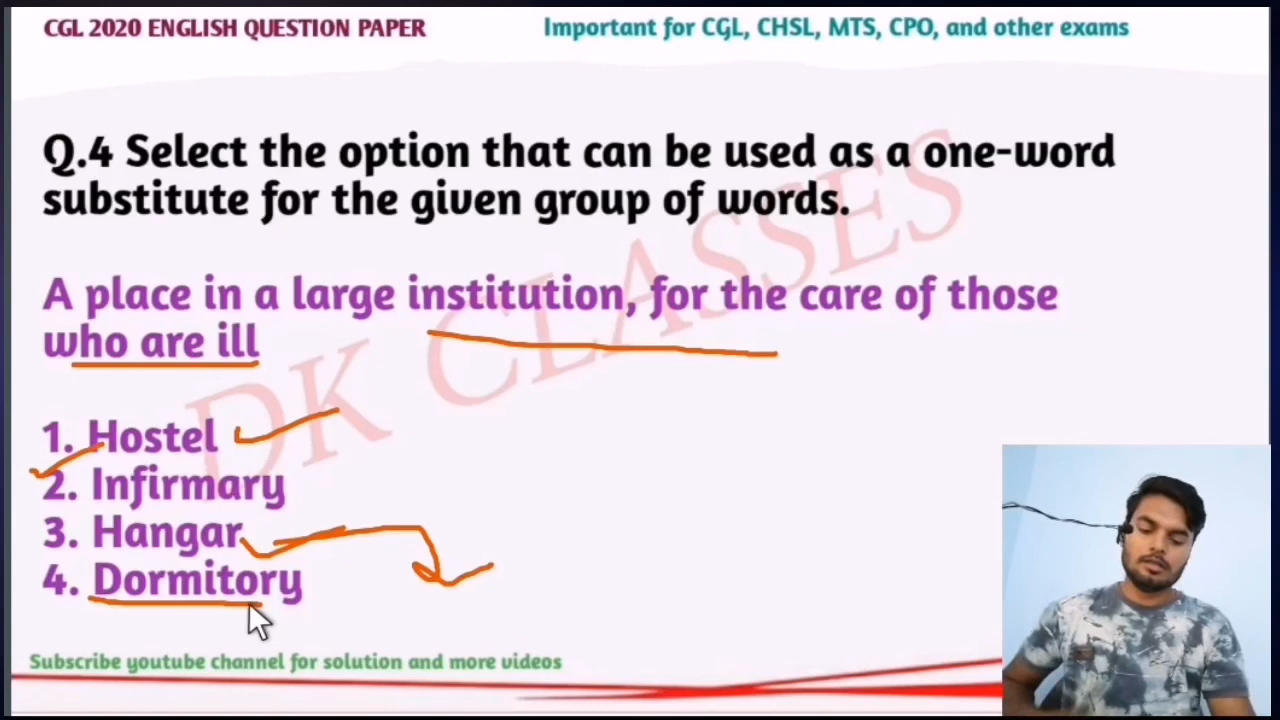 CGL 2020 ENGLISH QUESTION PAPER
Important for CGL, CHSL, MTS, CPO, and other exams
Q.4 Select the option that can be used as a one-word
substitute for the given group of words.
A place in a large institution, for the care of those
who are ill
1. Hostel
2. Infirmary
3. Hangar
4. Dormitory
DK CLASSES
Subscribe youtube channel for solution and more videos